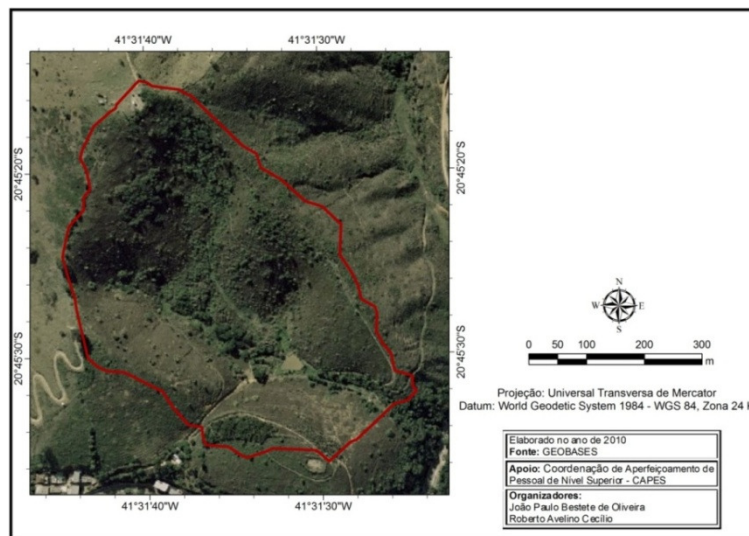 41°31'40"W
41°31'30"W
20°45'20"S
20°45'20"S
20°45'30"S
20°45'30"S
41°31'40"W
41°31'30"W
N
W
E
S
0 50 100 200 300
m
Projeção: Universal Transversa de Mercator
Datum: World Geodetic System 1984 - WGS 84, Zona 24
Elaborado no ano de 2010
Fonte: GEOBASES
Apoio: Coordenação de Aperfeiçoamento de
Pessoal de Nível Superior - CAPES
Organizadores:
João Paulo Bestete de Oliveira
Roberto Avelino Cecílio